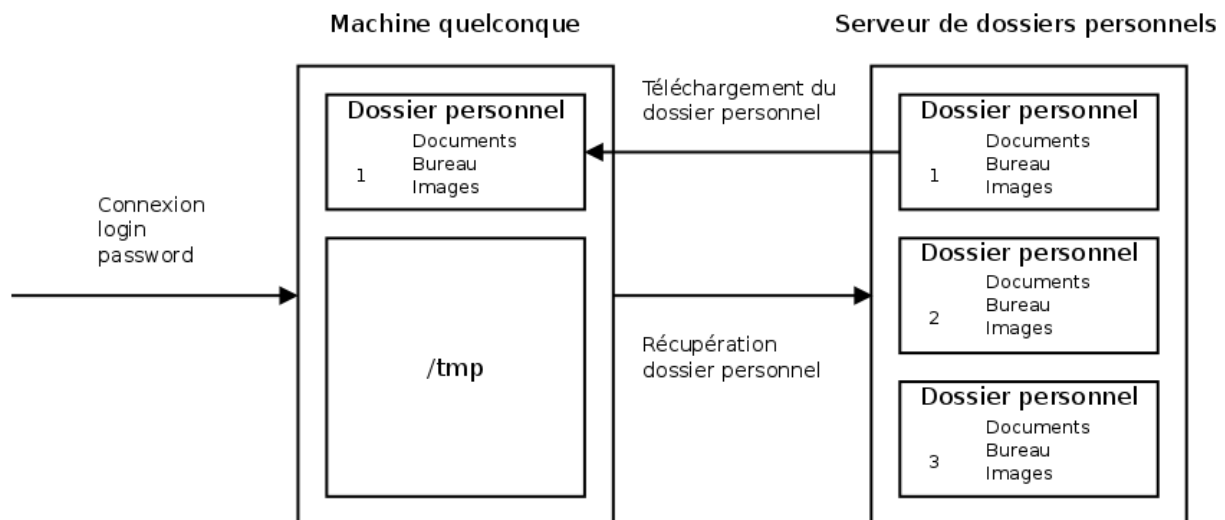 Machine quelconque
Serveur de dossiers personnels
Connexion
login
password
Dossier personnel
Documents
Bureau
1
Images
/tmp
Téléchargement du
dossier personnel
Récupération
dossier personnel
Dossier personnel
Documents
Bureau
1
Images
Dossier personnel
Documents
Bureau
2
Images
Dossier personnel
Documents
Bureau
3
Images